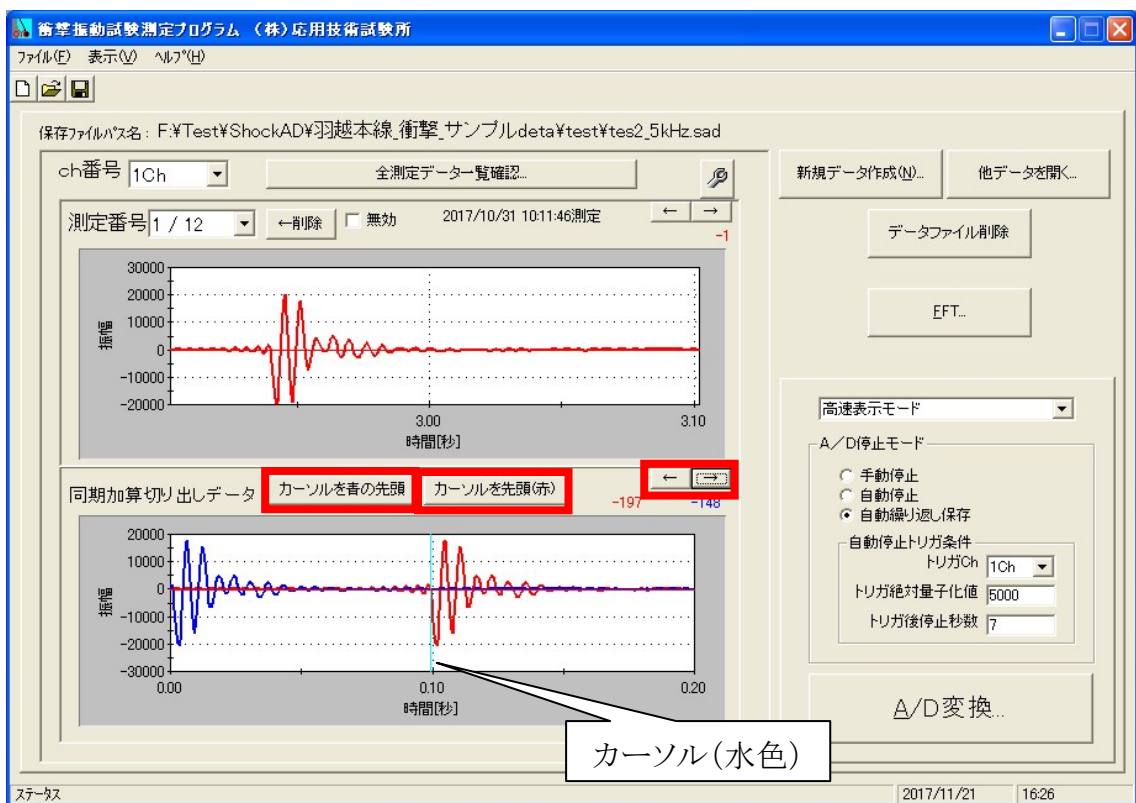 衝撃振動試験測定プログラム (株)応用技術試験所
ファイル(F) 表示(V) ヘルプ(H)
保存ファイルパス名: F:¥Test¥ShockAD¥羽越本線_衝撃_サンプルdeta¥test¥tes2_5kHz.sad
ch番号 1Ch 全測定データ一覧確認...
測定番号 1 / 12 ←削除 無効 2017/10/31 10:11:46測定 ← →
-1
30000
20000
10000
0
-10000
-20000
振幅
3.00 3.10
時間[秒]
同期加算切り出しデータ カーソルを青の先頭 カーソルを先頭(赤) ← →
-197 -148
20000
10000
0
-10000
-20000
-30000
振幅
0.00 0.10 0.20
時間[秒]
カーソル(水色)
新規データ作成(N)... 他データを開く...
データファイル削除
FFT...
高速表示モード
A/D停止モード
手動停止
自動停止
自動繰り返し保存
自動停止トリガ条件
トリガCh 1Ch
トリガ絶対量子化値 5000
トリガ後停止秒数 7
A/D変換...
ステータス 2017/11/21 16:26